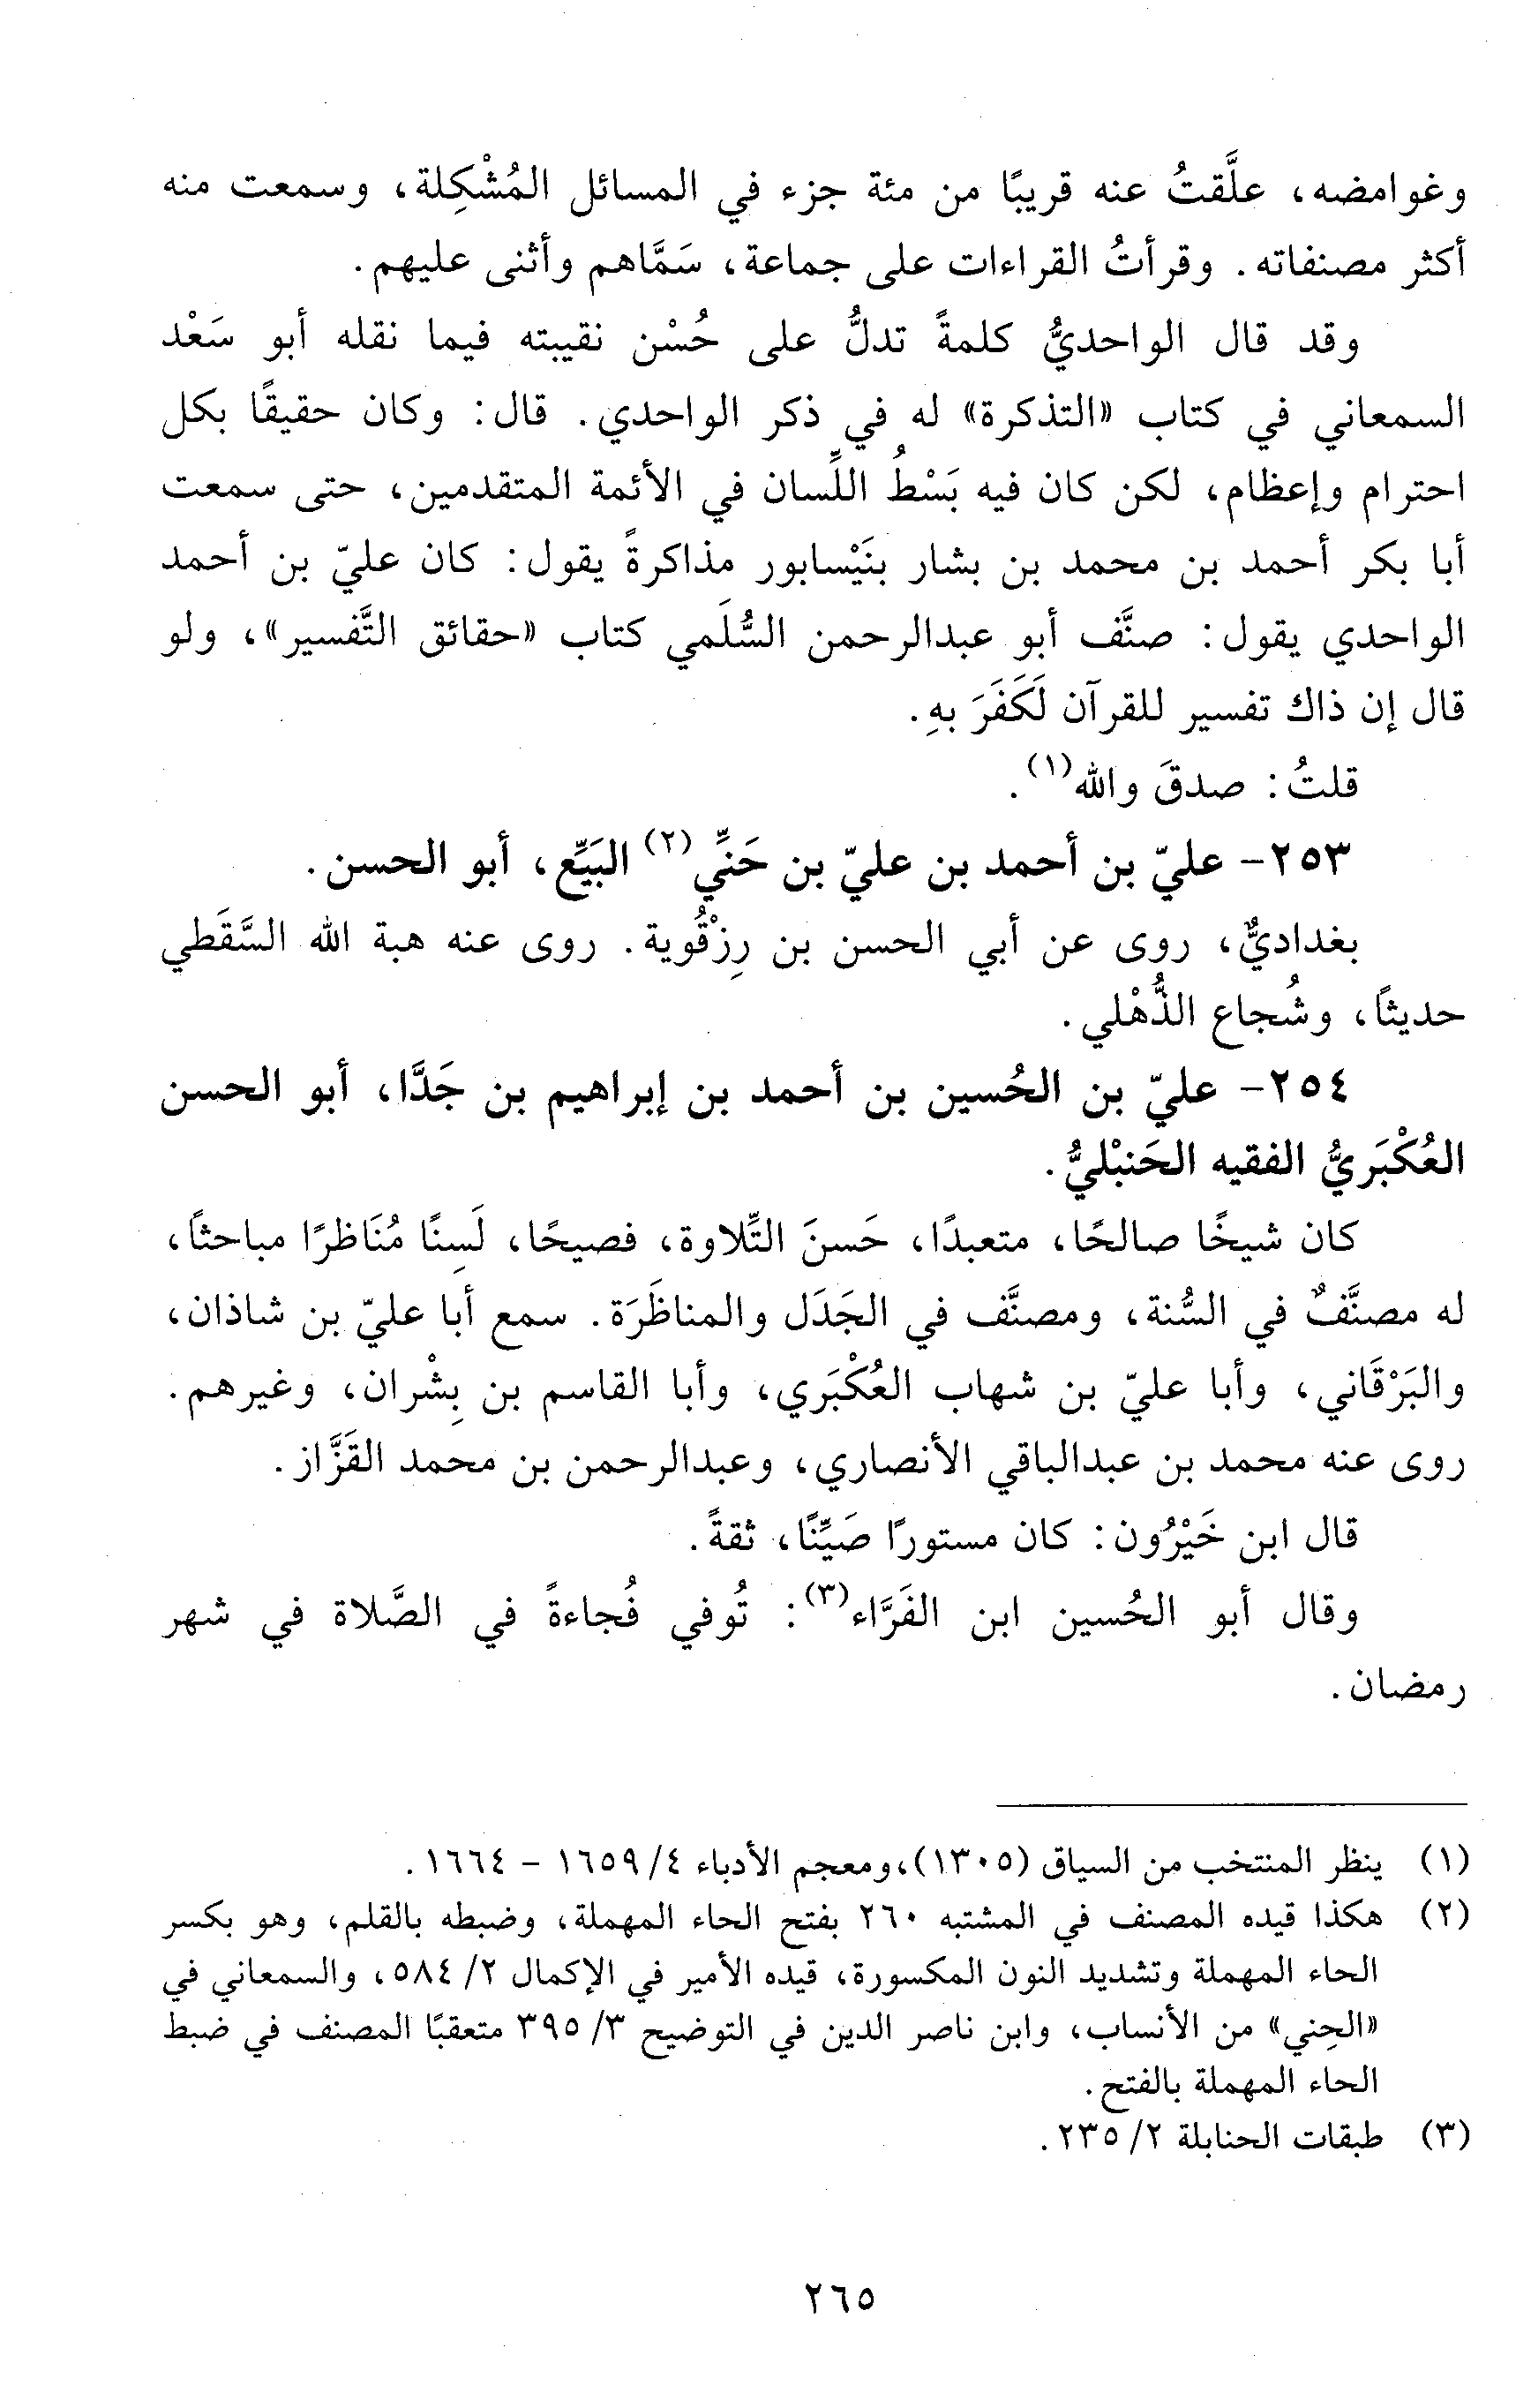 وغوامضه، علَّقتُ عنه قريبًا من مئة جزء في المسائل المُشْكِلة، وسمعت منه
أكثر مصنفاته. وقرأتُ القراءات على جماعة، سَمَّاهم وأثنى عليهم.
وقد قال الواحديُّ كلمةً تدلُّ على حُسْن نقيبته فيما نقله أبو سَعْد
السمعاني في كتاب «التذكرة» له في ذكر الواحدي. قال: وكان حقيقًا بكل
احترام وإعظام، لكن كان فيه بَسْطُ اللِّسان في الأئمة المتقدمين، حتى سمعت
أبا بكر أحمد بن محمد بن بشار بنَيْسابور مذاكرةً يقول: كان عليّ بن أحمد
الواحدي يقول: صنَّف أبو عبدالرحمن السُّلَمي كتاب «حقائق التَّفسير»، ولو
قال إن ذاك تفسير للقرآن لَكَفَرَ بهِ.
قلتُ: صدقَ والله(١).
٢٥٣- عليّ بن أحمد بن عليّ بن حَنِّي(٢) البَيِّع، أبو الحسن.
بغداديٌّ، روى عن أبي الحسن بن رِزْقُوية. روى عنه هبة الله السَّقَطي
حديثًا، وشُجاع الذُّهْلي.
٢٥٤- عليّ بن الحُسين بن أحمد بن إبراهيم بن جَدَّا، أبو الحسن
العُكْبَريُّ الفقيه الحَنبْليُّ.
كان شيخًا صالحًا، متعبدًا، حَسنَ التِّلاوة، فصيحًا، لَسِنًا مُنَاظرًا مباحثًا،
له مصنَّفٌ في السُّنة، ومصنَّف في الجَدَل والمناظَرَة. سمع أبا عليّ بن شاذان،
والبَرْقَاني، وأبا عليّ بن شهاب العُكْبَري، وأبا القاسم بن بِشْران، وغيرهم.
روى عنه محمد بن عبدالباقي الأنصاري، وعبدالرحمن بن محمد القَزَّاز.
قال ابن خَيْرُون: كان مستورًا صَيِّنًا، ثقةً.
وقال أبو الحُسين ابن الفَرَّاء(٣): تُوفي فُجاءةً في الصَّلاة في شهر
رمضان.
(١) ينظر المنتخب من السياق (١٣٠٥)،ومعجم الأدباء ٤/ ١٦٥٩ - ١٦٦٤.
(٢) هكذا قيده المصنف في المشتبه ٢٦٠ بفتح الحاء المهملة، وضبطه بالقلم، وهو بكسر
الحاء المهملة وتشديد النون المكسورة، قيده الأمير في الإكمال ٢/ ٥٨٤، والسمعاني في
«الحِني» من الأنساب، وابن ناصر الدين في التوضيح ٣/ ٣٩٥ متعقبًا المصنف في ضبط
الحاء المهملة بالفتح.
(٣) طبقات الحنابلة ٢/ ٢٣٥.
٢٦٥